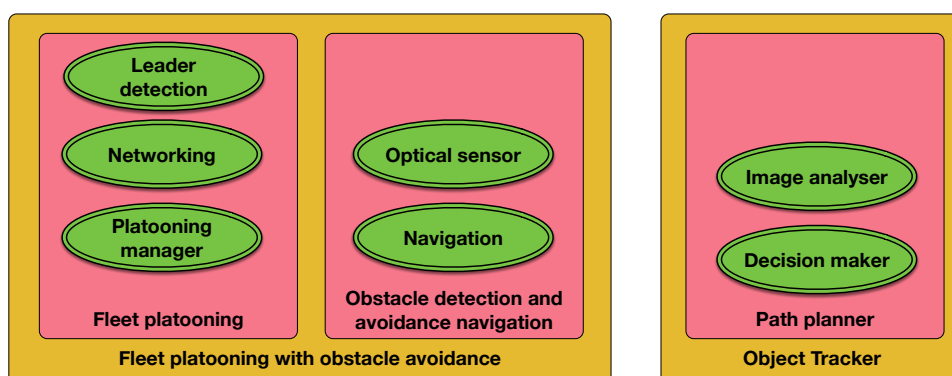 Leader
detection
Networking
Platooning
manager
Fleet platooning
Optical sensor
Navigation
Obstacle detection and
avoidance navigation
Fleet platooning with obstacle avoidance
Image analyser
Decision maker
Path planner
Object Tracker